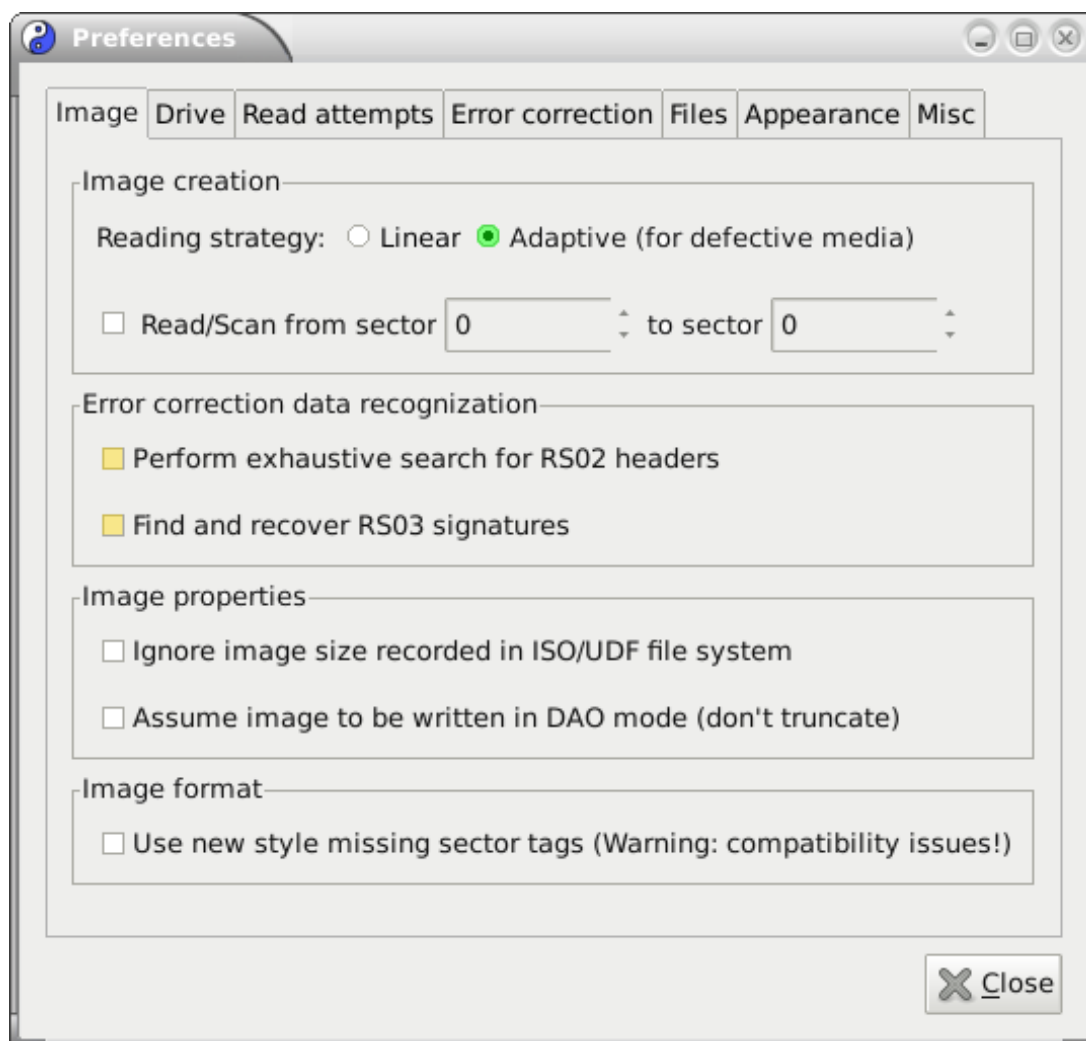 Preferences
Image Drive Read attempts Error correction Files Appearance Misc
Image creation
Reading strategy: Linear Adaptive (for defective media)
Read/Scan from sector 0 to sector 0
Error correction data recognization
Perform exhaustive search for RS02 headers
Find and recover RS03 signatures
Image properties
Ignore image size recorded in ISO/UDF file system
Assume image to be written in DAO mode (don't truncate)
Image format
Use new style missing sector tags (Warning: compatibility issues!)
Close